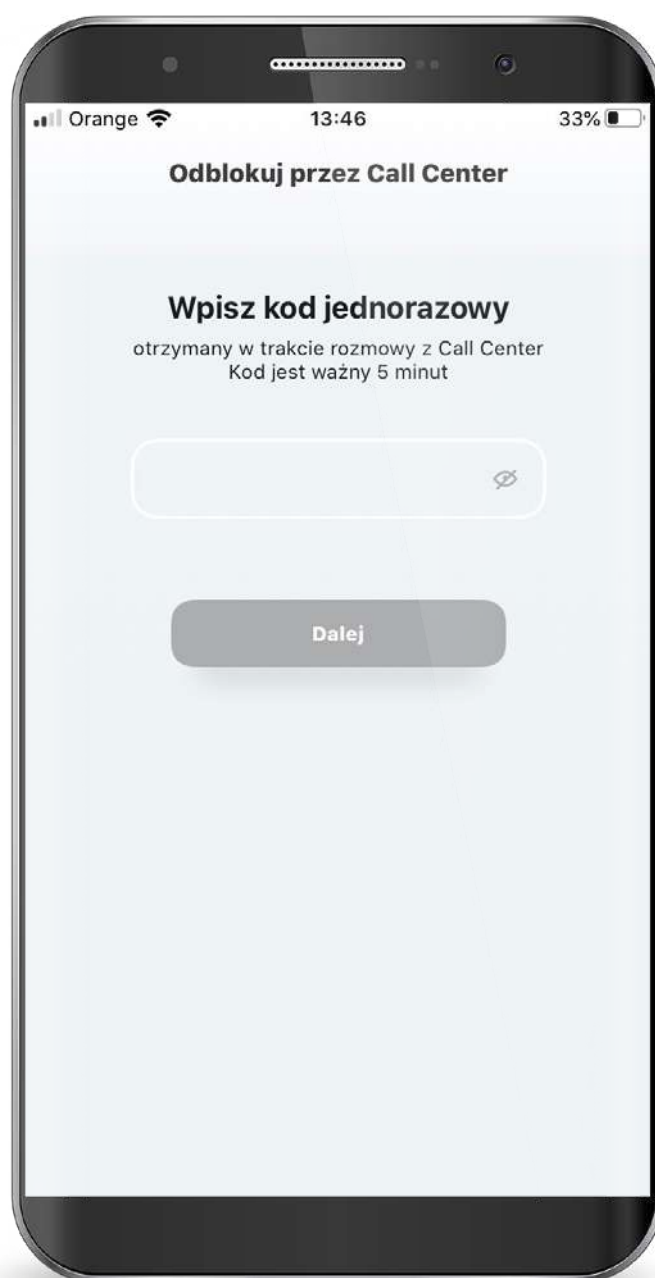 Orange 13:46 33%
Odblokuj przez Call Center
Wpisz kod jednorazowy
otrzymany w trakcie rozmowy z Call Center
Kod jest ważny 5 minut
Dalej